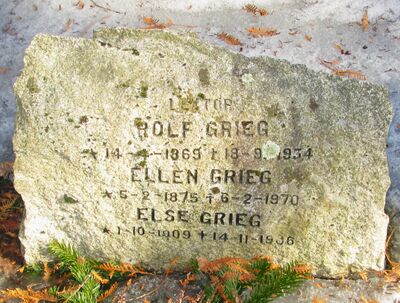 LEKTOR
ROLF GRIEG
★ 14-2-1869 ✝ 18-9-1934
ELLEN GRIEG
★ 5-2-1875 ✝ 6-2-1970
ELSE GRIEG
★ 1-10-1909 ✝ 14-11-1936